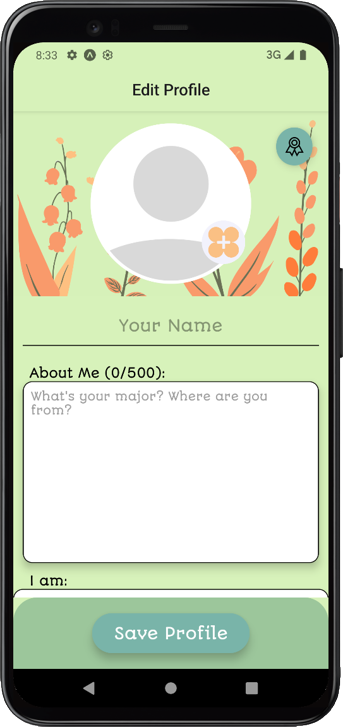 8:33
3G
Edit Profile
Your Name
About Me (0/500):
What's your major? Where are you
from?
I am:
Save Profile